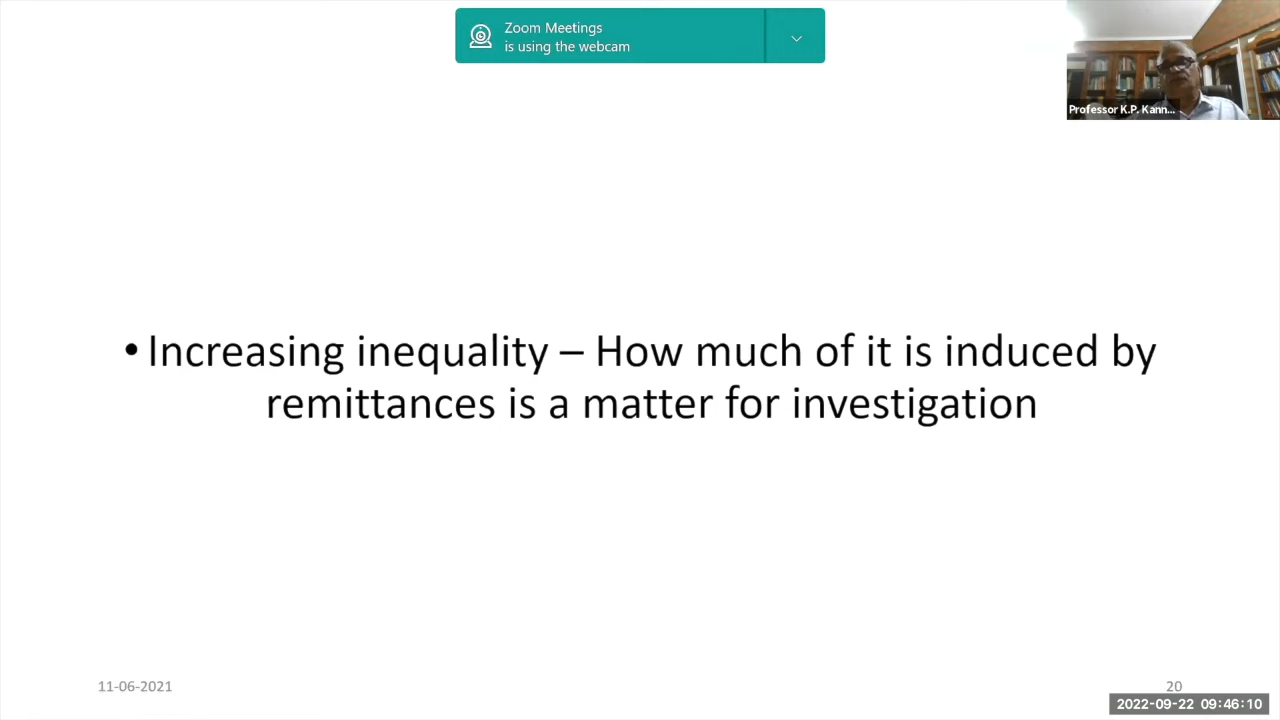 Zoom Meetings
is using the webcam
Professor K.P. Kann...
• Increasing inequality – How much of it is induced by
remittances is a matter for investigation
11-06-2021
20
2022-09-22 09:46:10